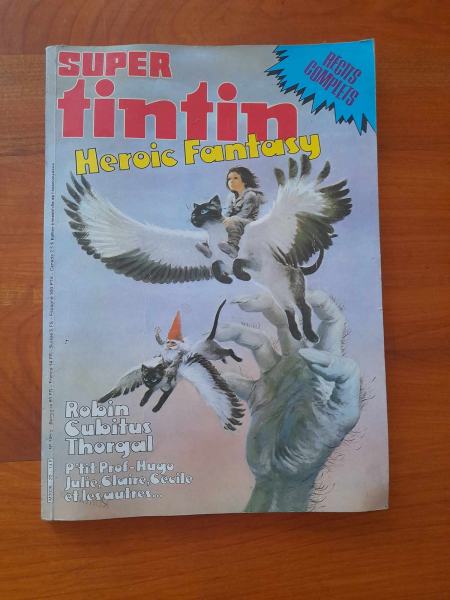 SUPER
tintin
Heroic Fantasy
RÉCITS
COMPLETS
Robin
Cubitus
Thorgal
P'tit Prof - Hugo
Julie, Claire, Cécile
et les autres...